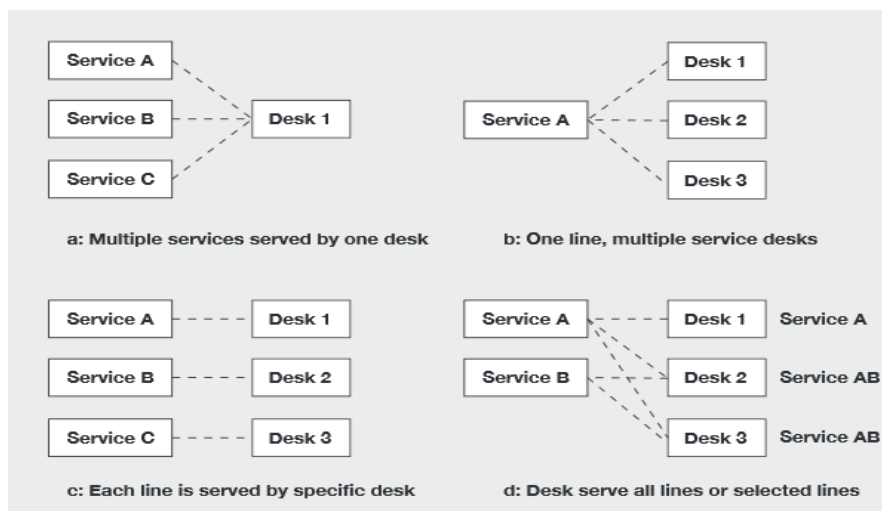 Service A
Service B
Service C
Desk 1
a: Multiple services served by one desk
Service A
Desk 1
Desk 2
Desk 3
b: One line, multiple service desks
Service A
Service B
Service C
Desk 1
Desk 2
Desk 3
c: Each line is served by specific desk
Service A
Service B
Desk 1 Service A
Desk 2 Service AB
Desk 3 Service AB
d: Desk serve all lines or selected lines